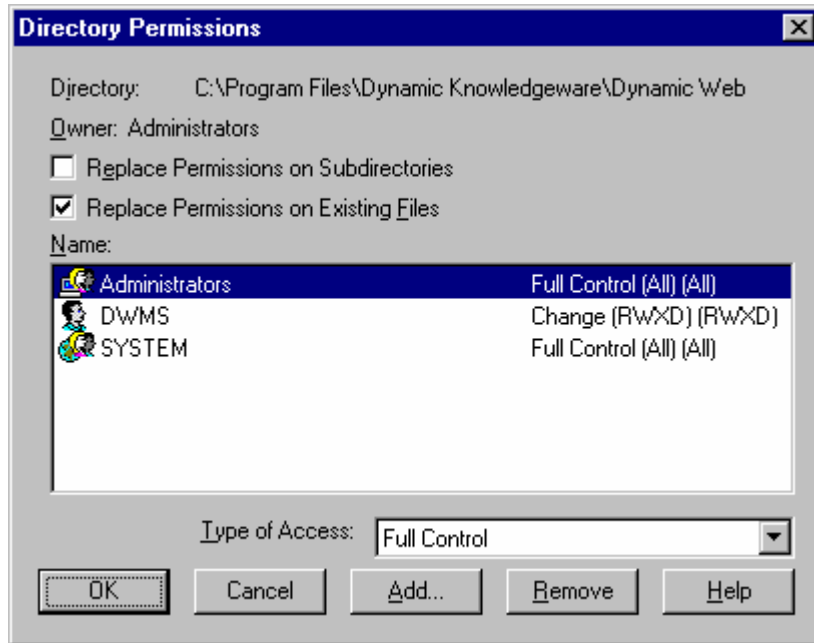 Directory Permissions
Directory: C:\Program Files\Dynamic Knowledgeware\Dynamic Web
Owner: Administrators
Replace Permissions on Subdirectories
Replace Permissions on Existing Files
Name:
Administrators Full Control (All) (All)
DWMS Change (RWXD) (RWXD)
SYSTEM Full Control (All) (All)
Type of Access: Full Control
OK Cancel Add... Remove Help